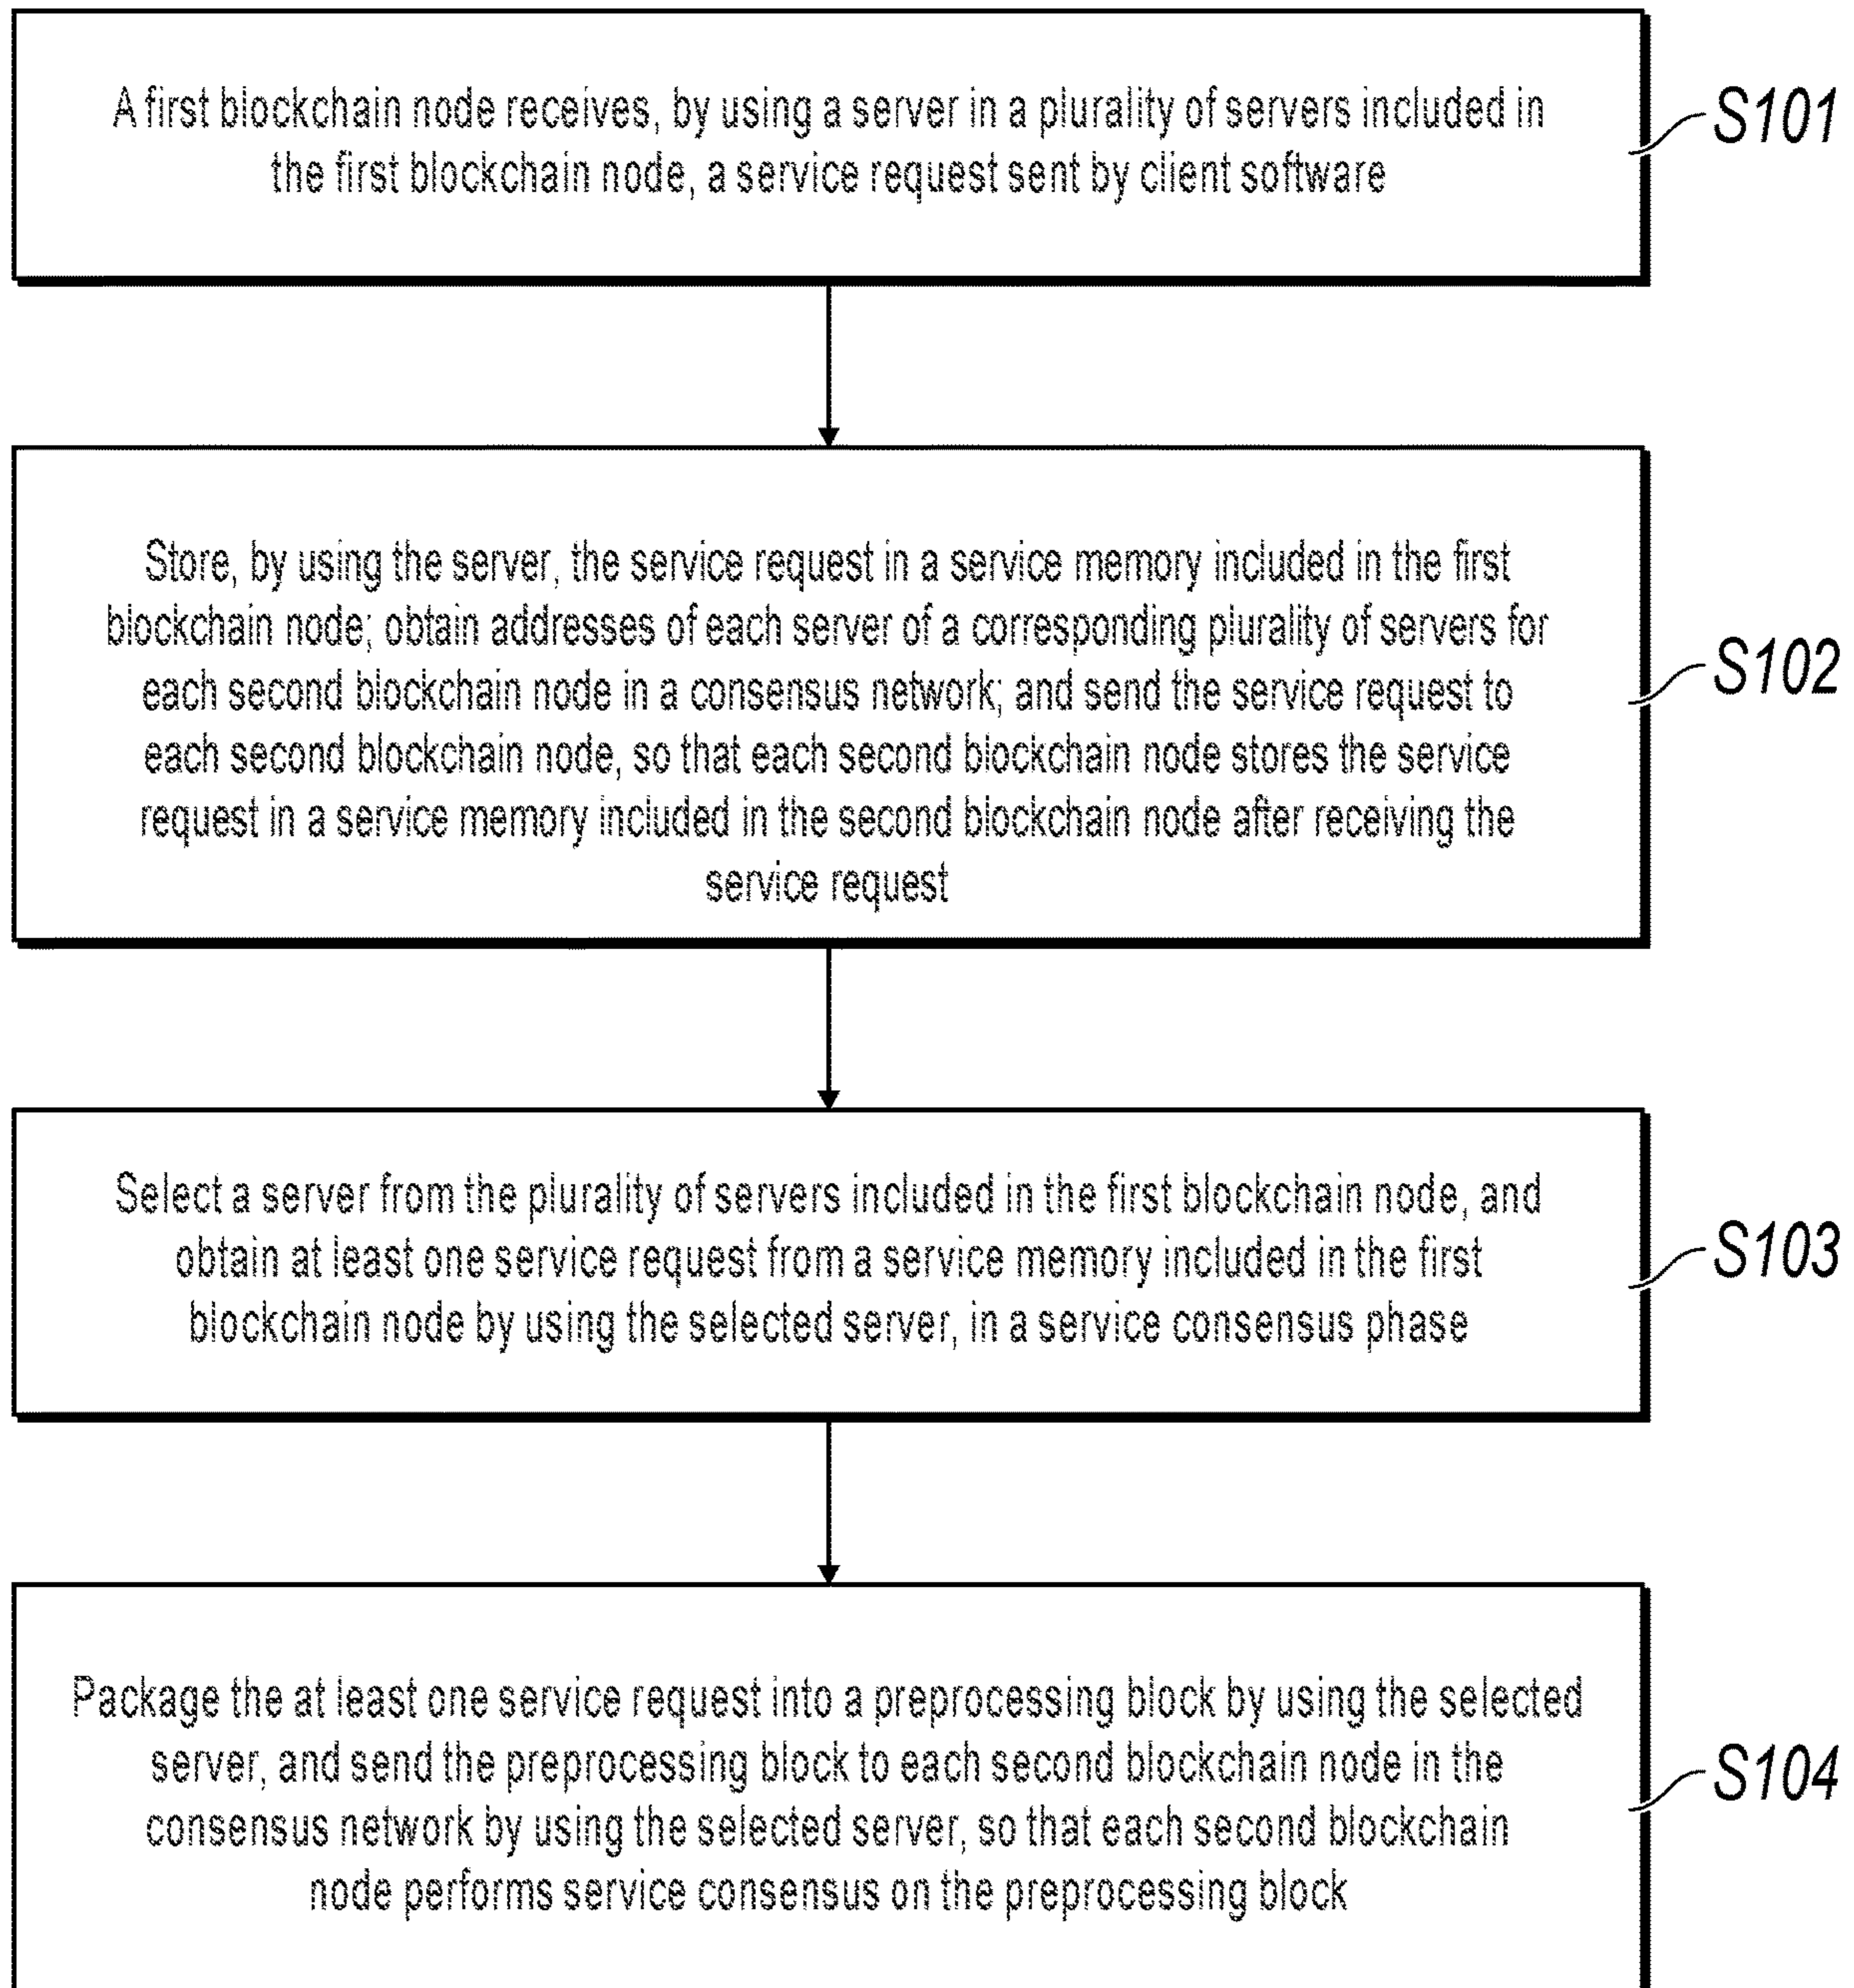 A first blockchain node receives, by using a server in a plurality of servers included in
the first blockchain node, a service request sent by client software
S101
Store, by using the server, the service request in a service memory included in the first
blockchain node; obtain addresses of each server of a corresponding plurality of servers for
each second blockchain node in a consensus network; and send the service request to
each second blockchain node, so that each second blockchain node stores the service
request in a service memory included in the second blockchain node after receiving the
service request
S102
Select a server from the plurality of servers included in the first blockchain node, and
obtain at least one service request from a service memory included in the first
blockchain node by using the selected server, in a service consensus phase
S103
Package the at least one service request into a preprocessing block by using the selected
server, and send the preprocessing block to each second blockchain node in the
consensus network by using the selected server, so that each second blockchain
node performs service consensus on the preprocessing block
S104